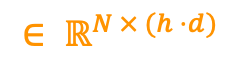 ∈ ℝ^{N × (h ·d)}